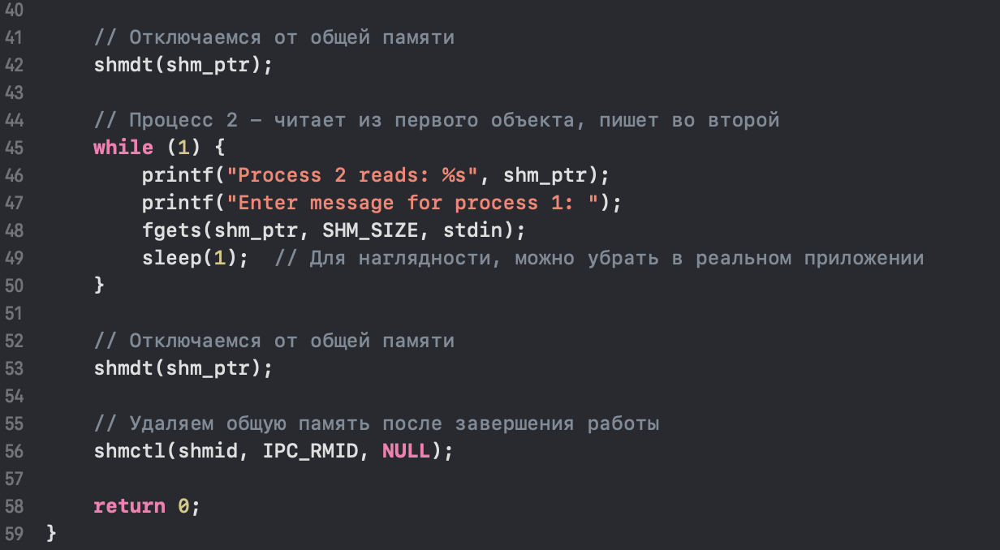 40
41     // Отключаемся от общей памяти
42     shmdt(shm_ptr);
43
44     // Процесс 2 – читает из первого объекта, пишет во второй
45     while (1) {
46         printf("Process 2 reads: %s", shm_ptr);
47         printf("Enter message for process 1: ");
48         fgets(shm_ptr, SHM_SIZE, stdin);
49         sleep(1);  // Для наглядности, можно убрать в реальном приложении
50     }
51
52     // Отключаемся от общей памяти
53     shmdt(shm_ptr);
54
55     // Удаляем общую память после завершения работы
56     shmctl(shmid, IPC_RMID, NULL);
57
58     return 0;
59 }